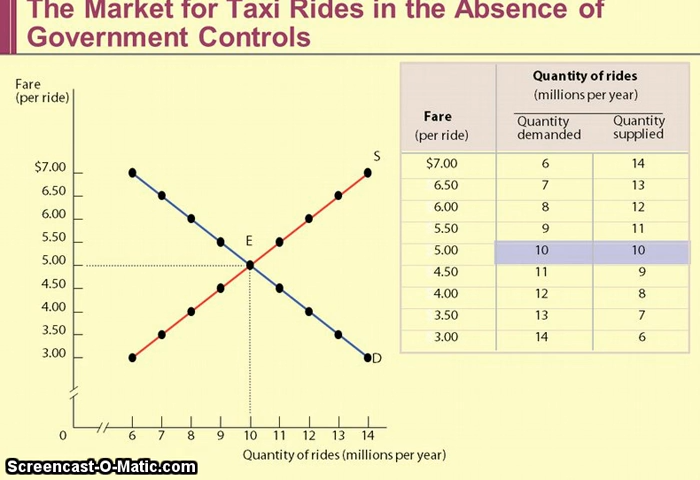 The Market for Taxi Rides in the Absence of
Government Controls
Fare
(per ride)
$7.00
6.50
6.00
5.50
5.00
4.50
4.00
3.50
3.00
S
E
D
0 6 7 8 9 10 11 12 13 14
Quantity of rides (millions per year)
Quantity of rides
(millions per year)
Fare
(per ride)
Quantity demanded
Quantity supplied
$7.00 6 14
6.50 7 13
6.00 8 12
5.50 9 11
5.00 10 10
4.50 11 9
4.00 12 8
3.50 13 7
3.00 14 6
Screencast-O-Matic.com